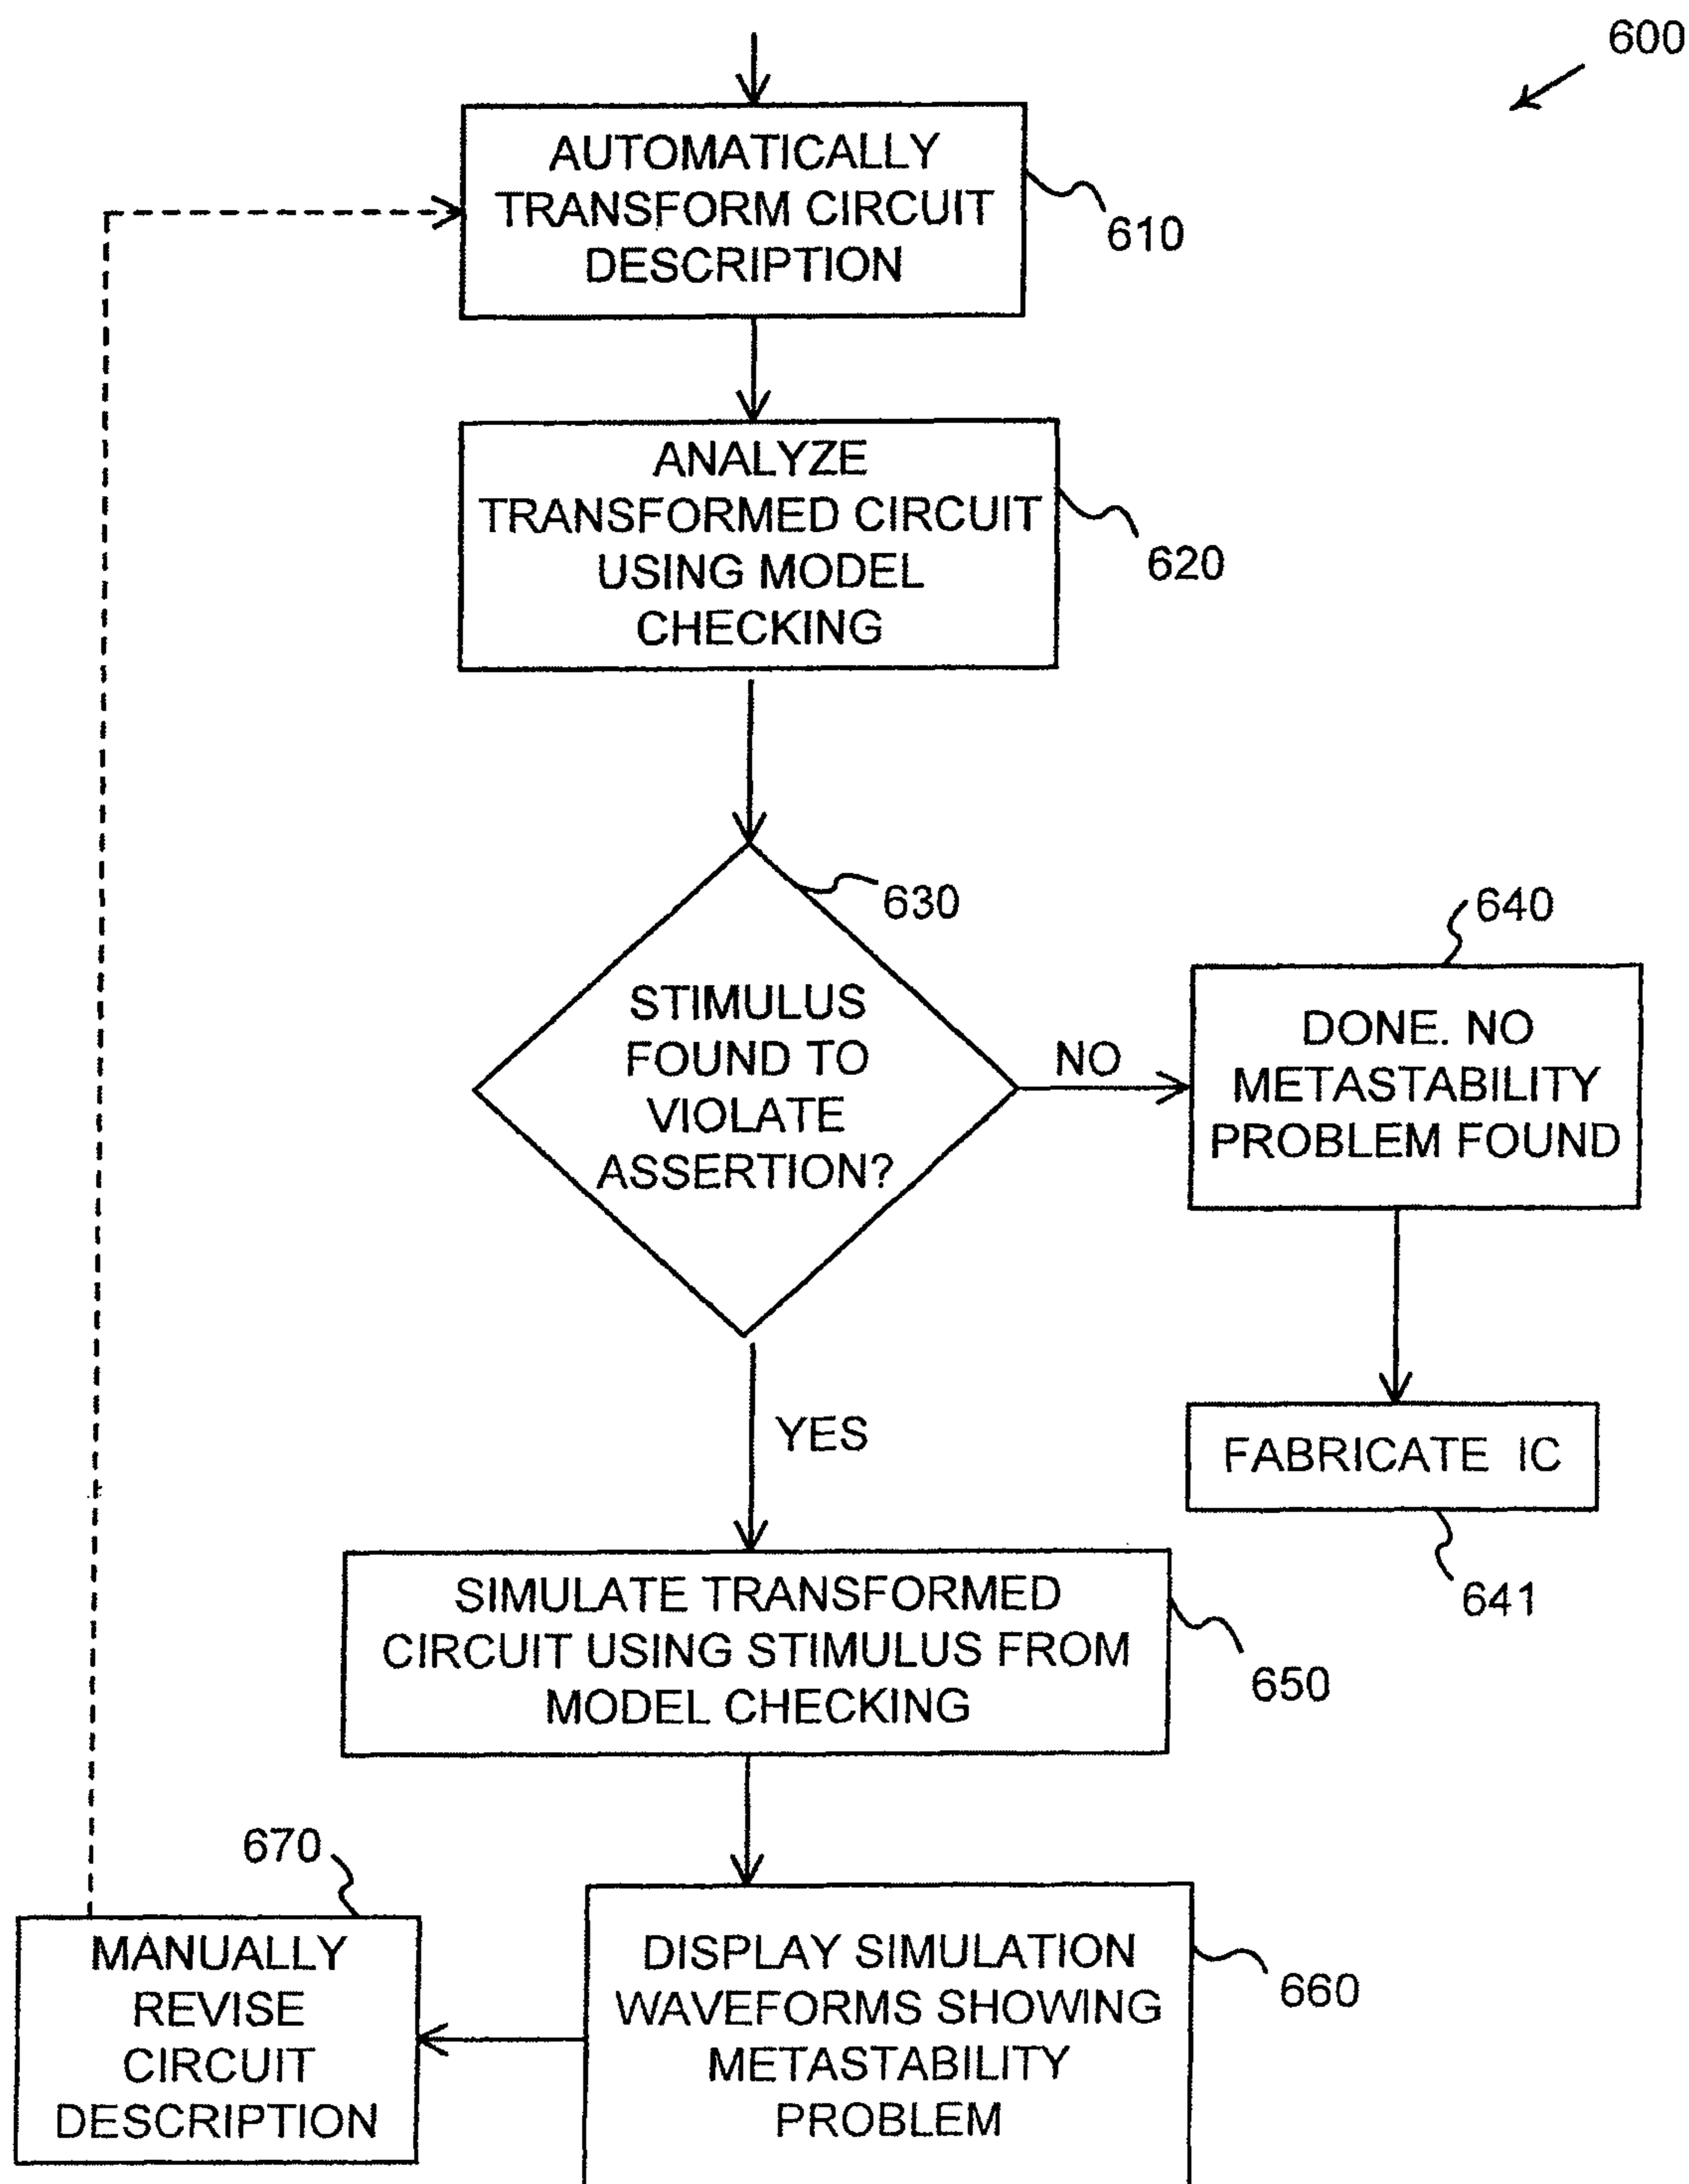 600
AUTOMATICALLY
TRANSFORM CIRCUIT
DESCRIPTION
610
ANALYZE
TRANSFORMED CIRCUIT
USING MODEL
CHECKING
620
630
STIMULUS
FOUND TO
VIOLATE
ASSERTION?
NO
640
DONE. NO
METASTABILITY
PROBLEM FOUND
YES
FABRICATE IC
641
SIMULATE TRANSFORMED
CIRCUIT USING STIMULUS FROM
MODEL CHECKING
650
670
MANUALLY
REVISE
CIRCUIT
DESCRIPTION
DISPLAY SIMULATION
WAVEFORMS SHOWING
METASTABILITY
PROBLEM
660